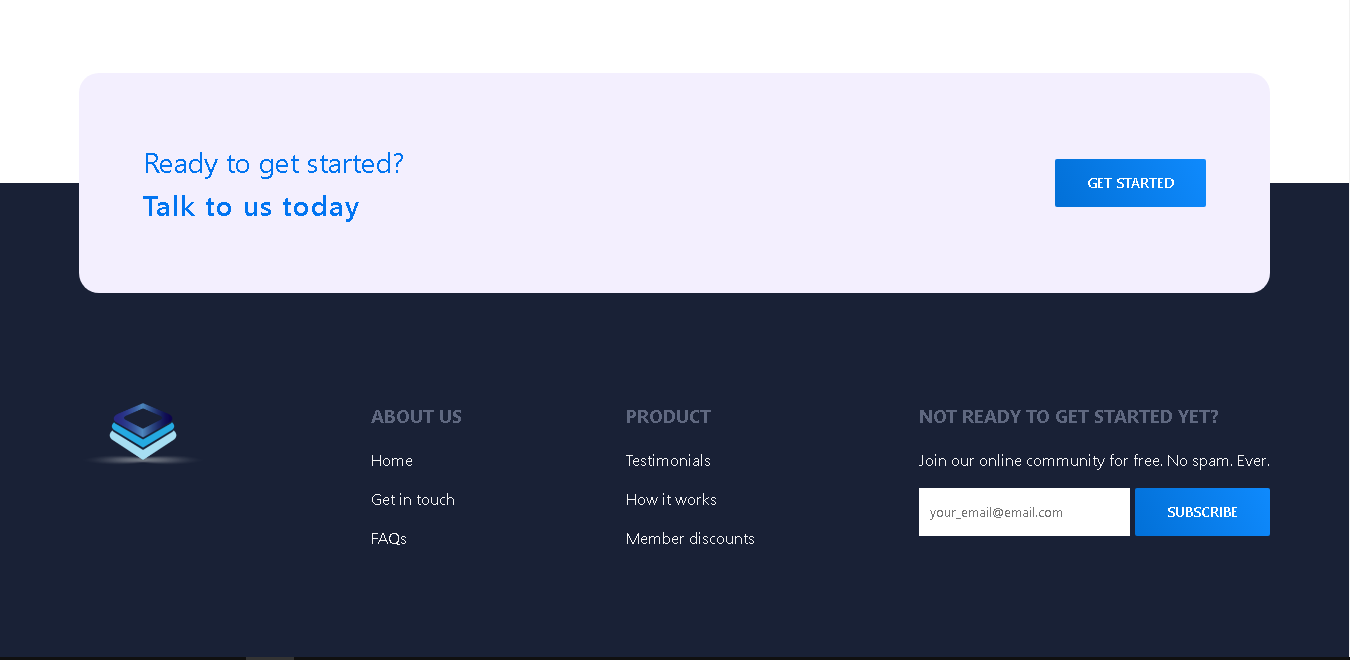 Ready to get started?
Talk to us today
GET STARTED
ABOUT US
Home
Get in touch
FAQs
PRODUCT
Testimonials
How it works
Member discounts
NOT READY TO GET STARTED YET?
Join our online community for free. No spam. Ever.
your_email@email.com
SUBSCRIBE